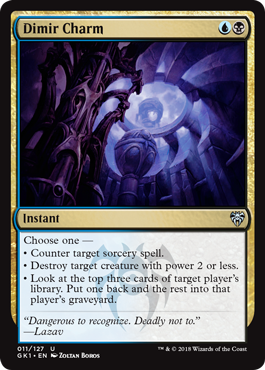 Dimir Charm
Instant
Choose one —
• Counter target sorcery spell.
• Destroy target creature with power 2 or less.
• Look at the top three cards of target player's
library. Put one back and the rest into that
player's graveyard.
"Dangerous to recognize. Deadly not to."
—Lazav
011/127 U
GK1 • EN Zoltan Boros
™ & © 2018 Wizards of the Coast